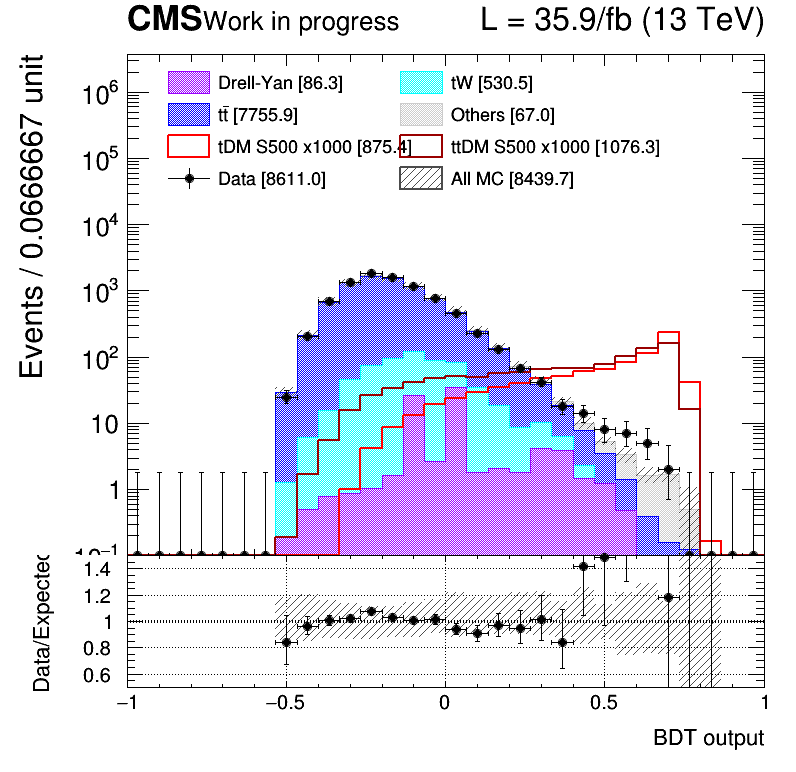 CMS Work in progress L = 35.9/fb (13 TeV)
Events / 0.0666667 unit
Drell-Yan [86.3] tW [530.5]
tt̄ [7755.9] Others [67.0]
tDM S500 x1000 [875.4] ttDM S500 x1000 [1076.3]
Data [8611.0] All MC [8439.7]
10⁶
10⁵
10⁴
10³
10²
10
1
10⁻¹
Data/Expected
1.4
1.2
1
0.8
0.6
−1 −0.5 0 0.5 1
BDT output